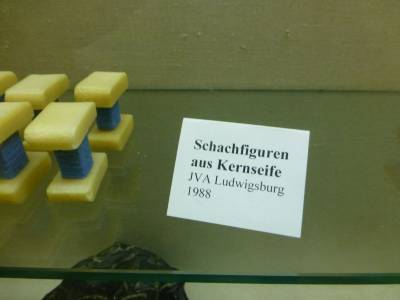 Schachfiguren
aus Kernseife
JVA Ludwigsburg
1988